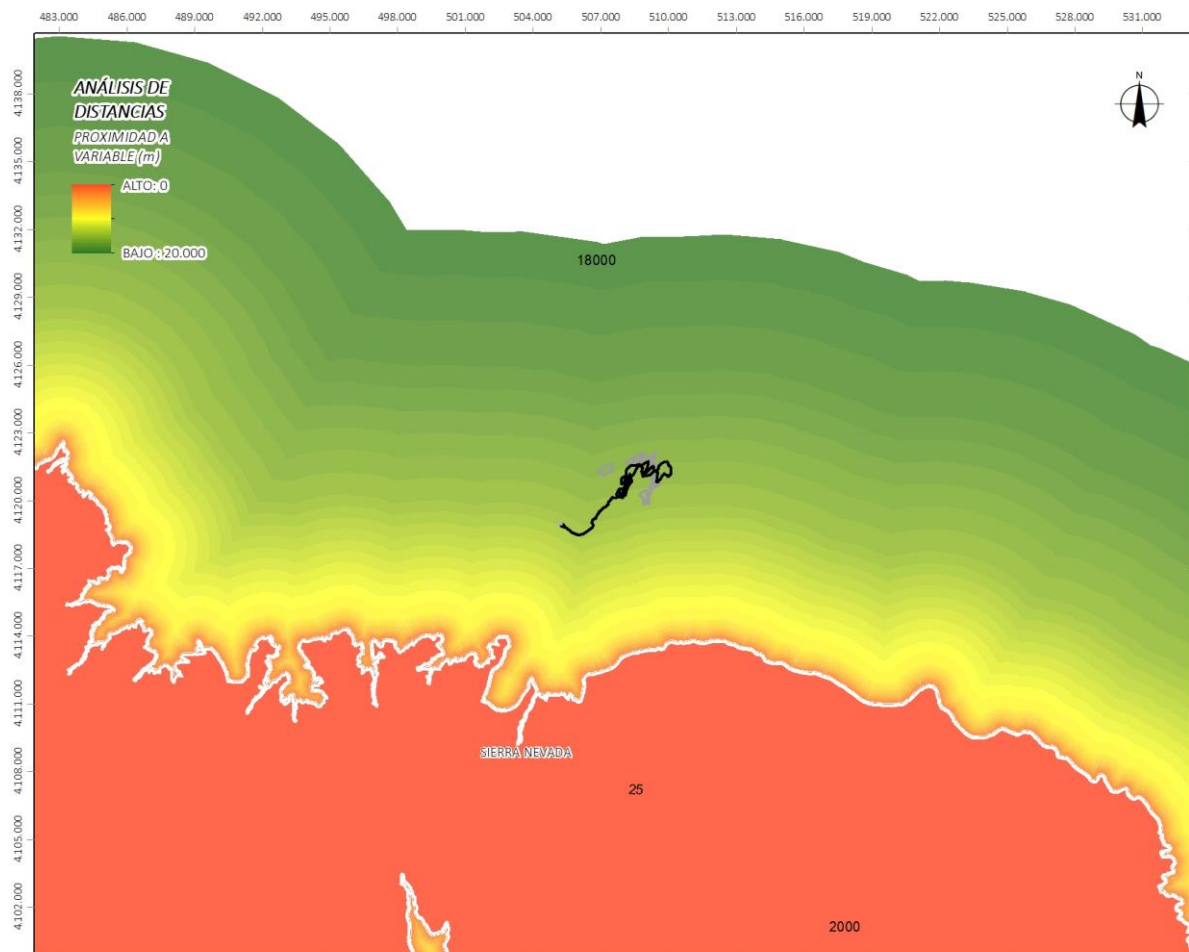 483.000 486.000 489.000 492.000 495.000 498.000 501.000 504.000 507.000 510.000 513.000 516.000 519.000 522.000 525.000 528.000 531.000
4.138.000
4.135.000
4.132.000
4.129.000
4.126.000
4.123.000
4.120.000
4.117.000
4.114.000
4.111.000
4.108.000
4.105.000
4.102.000
ANÁLISIS DE
DISTANCIAS
PROXIMIDAD A
VARIABLE (m)
ALTO: 0
BAJO : 20.000
N
18000
SIERRA NEVADA
25
2000